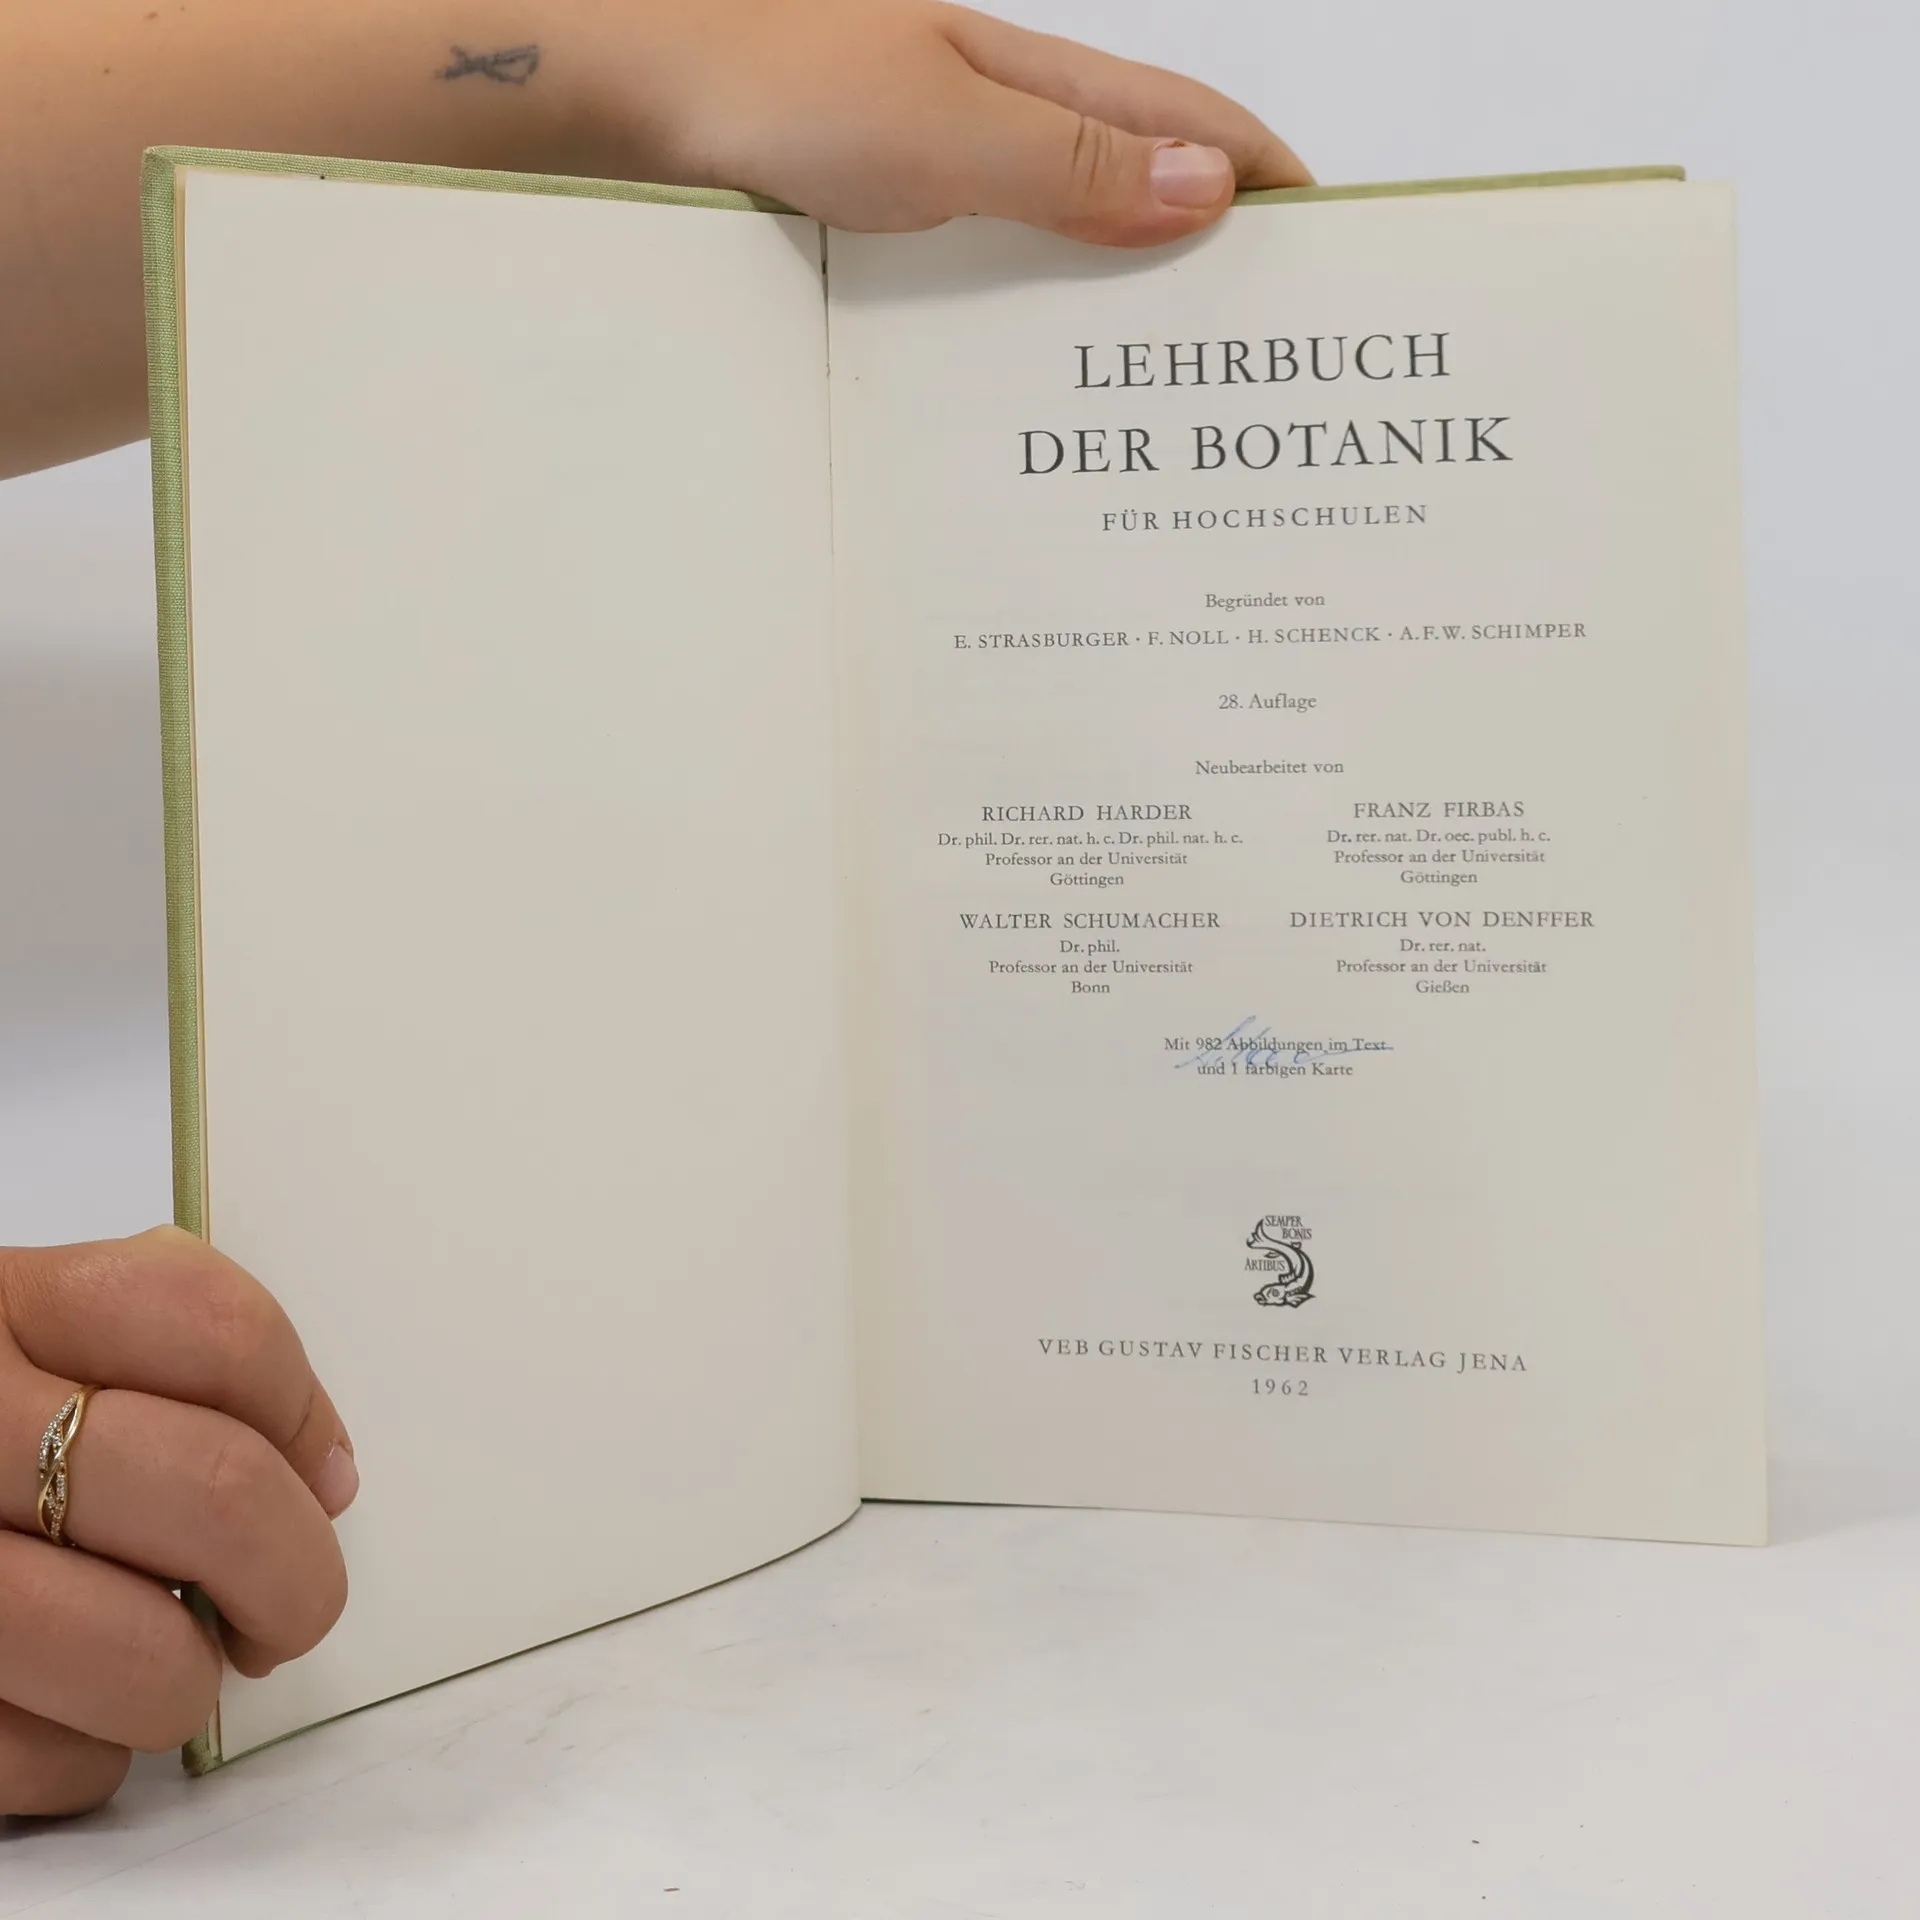 LEHRBUCH
DER BOTANIK
FÜR HOCHSCHULEN
Begründet von
E. STRASBURGER · F. NOLL · H. SCHENCK · A. F. W. SCHIMPER
28. Auflage
Neubearbeitet von
RICHARD HARDER
Dr. phil. Dr. rer. nat. h. c. Dr. phil. nat. h. c.
Professor an der Universität
Göttingen
FRANZ FIRBAS
Dr. rer. nat. Dr. oec. publ. h. c.
Professor an der Universität
Göttingen
WALTER SCHUMACHER
Dr. phil.
Professor an der Universität
Bonn
DIETRICH VON DENFFER
Dr. rer. nat.
Professor an der Universität
Gießen
Mit 982 Abbildungen im Text
und 1 farbigen Karte
SEMPER
BONIS
ARTIBUS
VEB GUSTAV FISCHER VERLAG JENA
1962